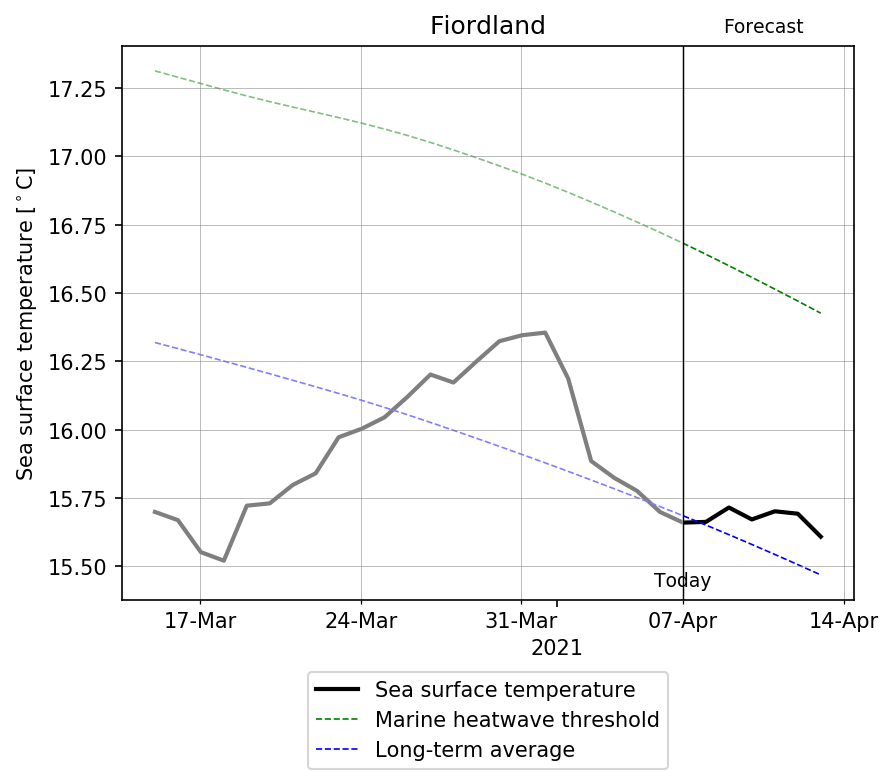 Fiordland
Forecast
Sea surface temperature [°C]
17.25
17.00
16.75
16.50
16.25
16.00
15.75
15.50
Today
17-Mar 24-Mar 31-Mar 07-Apr 14-Apr
2021
Sea surface temperature
Marine heatwave threshold
Long-term average